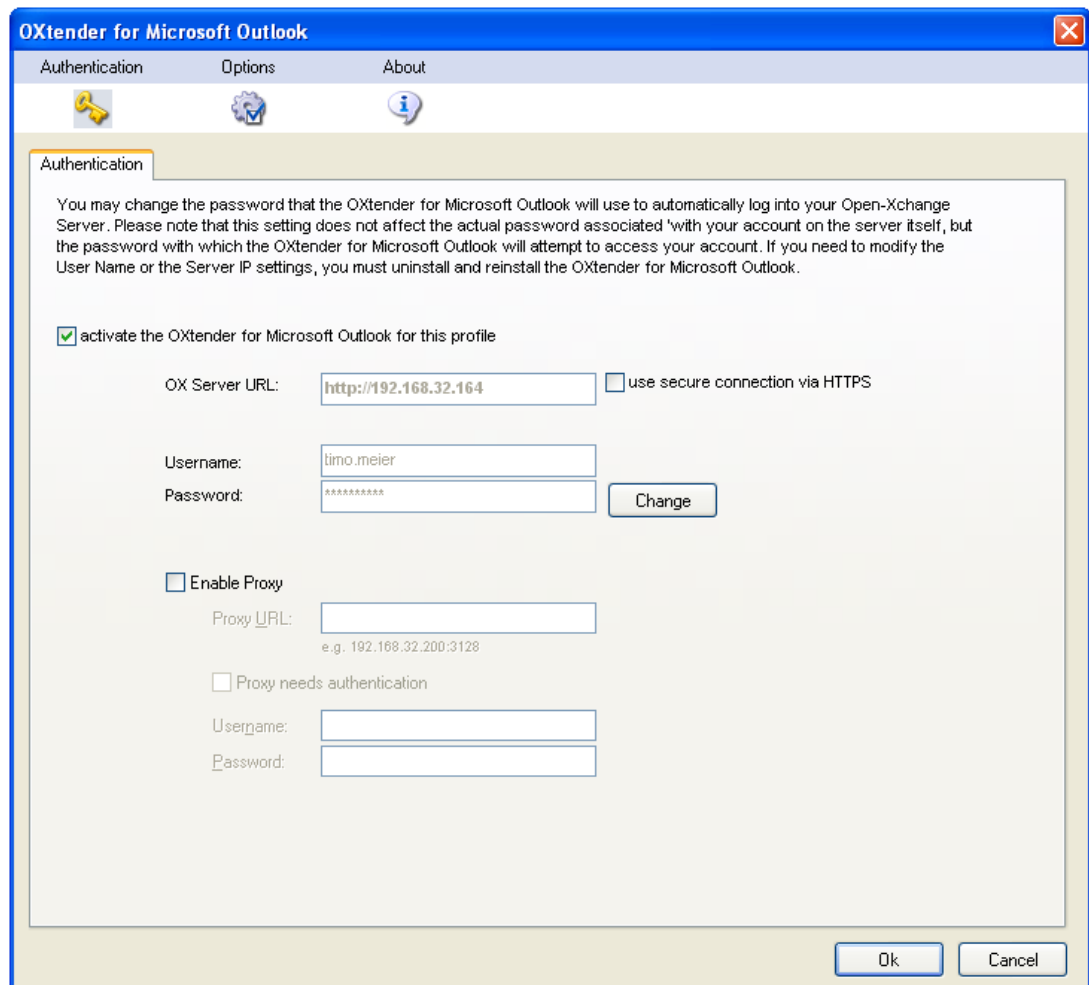 OXtender for Microsoft Outlook
Authentication Options About
Authentication
You may change the password that the OXtender for Microsoft Outlook will use to automatically log into your Open-Xchange
Server. Please note that this setting does not affect the actual password associated 'with your account on the server itself, but
the password with which the OXtender for Microsoft Outlook will attempt to access your account. If you need to modify the
User Name or the Server IP settings, you must uninstall and reinstall the OXtender for Microsoft Outlook.
activate the OXtender for Microsoft Outlook for this profile
OX Server URL: http://192.168.32.164 use secure connection via HTTPS
Username: timo.meier
Password: ********** Change
Enable Proxy
Proxy URL:
e.g. 192.168.32.200:3128
Proxy needs authentication
Username:
Password:
Ok Cancel